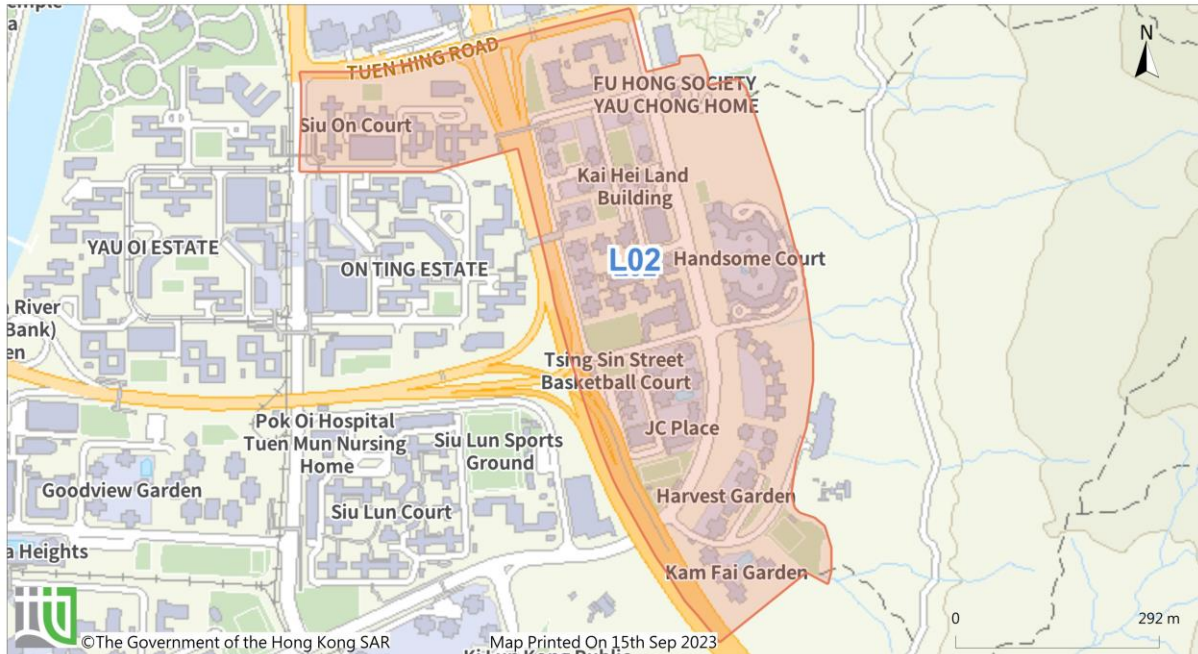 emple
a
TUEN HING ROAD
N
FU HONG SOCIETY
YAU CHONG HOME
Siu On Court
Kai Hei Land
Building
YAU OI ESTATE
ON TING ESTATE
L02
Handsome Court
River
Bank)
en
Tsing Sin Street
Basketball Court
Pok Oi Hospital
Tuen Mun Nursing
Home
Siu Lun Sports
Ground
JC Place
Goodview Garden
Siu Lun Court
Harvest Garden
a Heights
Kam Fai Garden
0
292 m
©The Government of the Hong Kong SAR
Map Printed On 15th Sep 2023